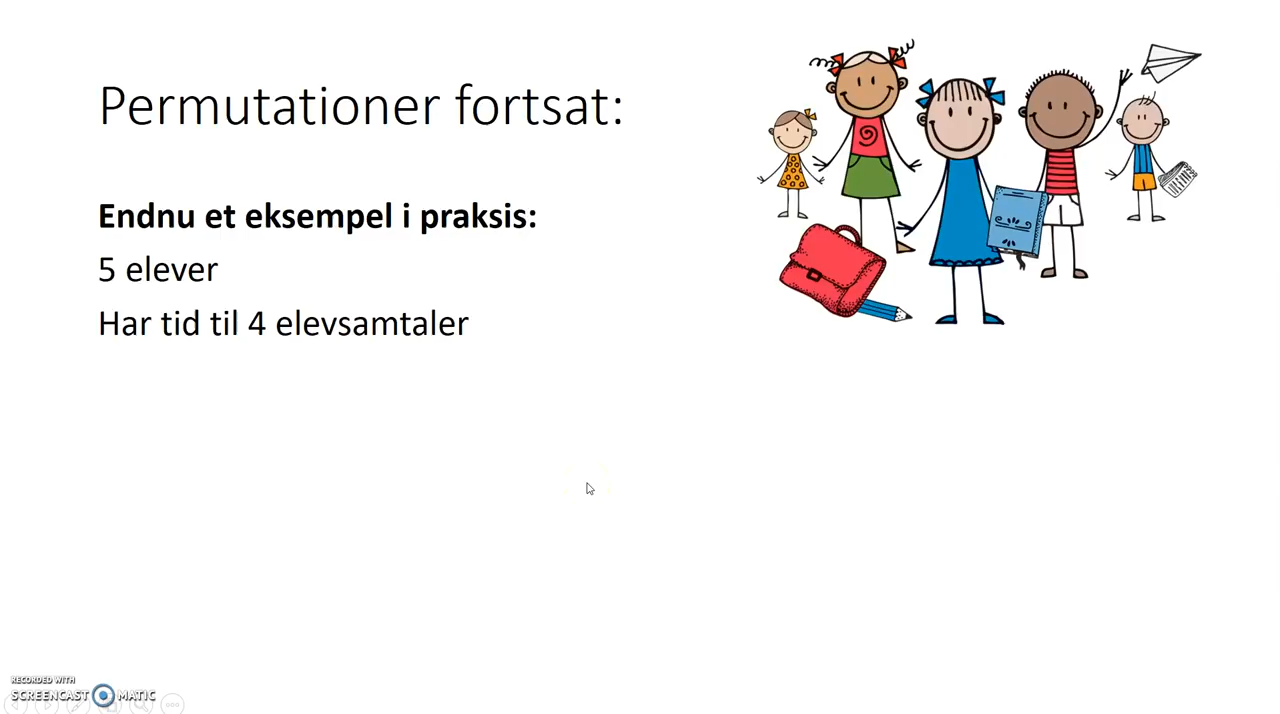 Permutationer fortsat:
Endnu et eksempel i praksis:
5 elever
Har tid til 4 elevsamtaler
RECORDED WITH
SCREENCAST MATIC